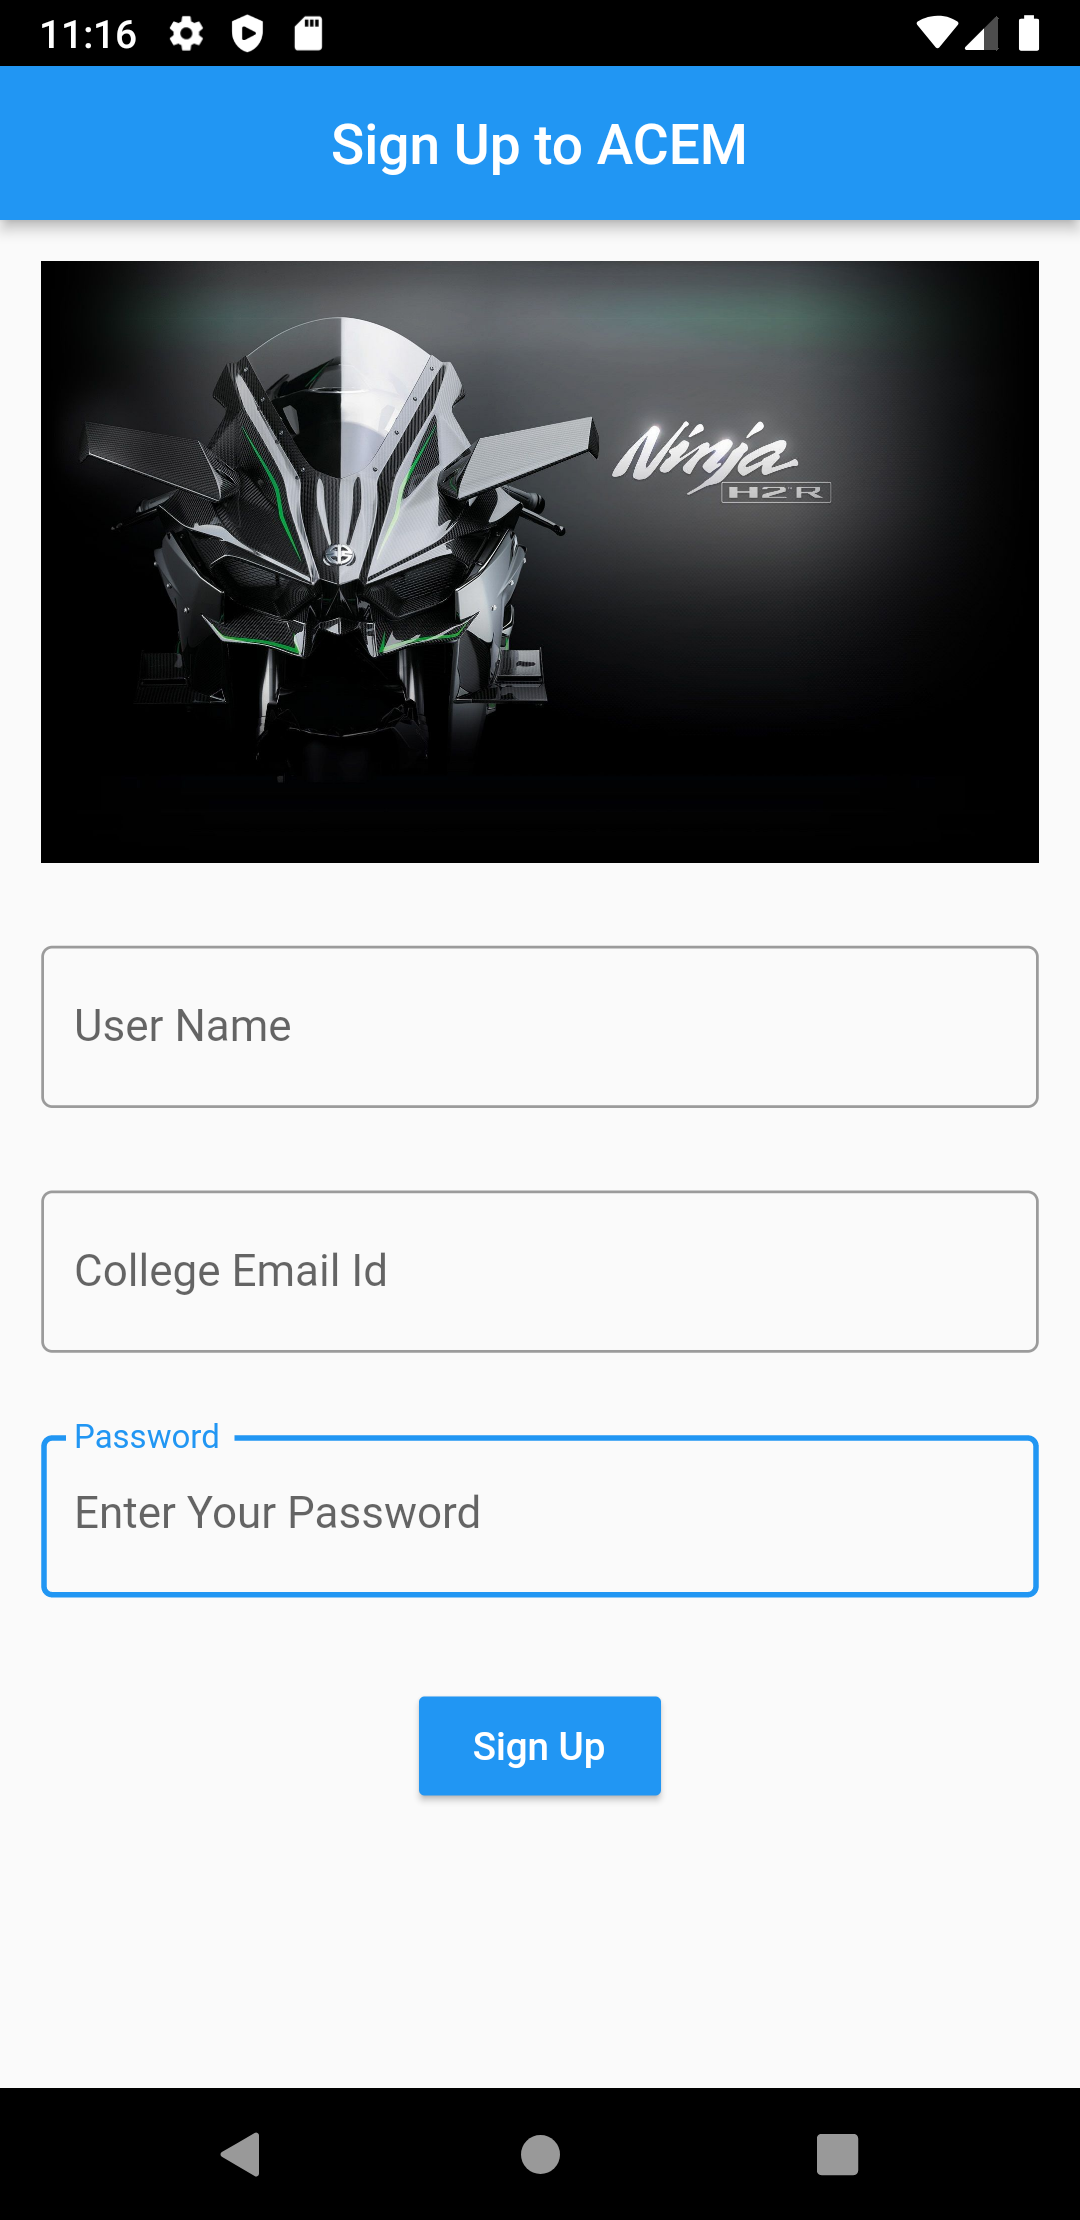 11:16
Sign Up to ACEM
Ninja
H2R
User Name
College Email Id
Password
Enter Your Password
Sign Up